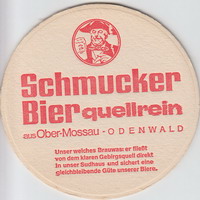 Schmucker
Bier quellrein
aus Ober-Mossau - ODENWALD
Unser weiches Brauwasser fließt
von dem klaren Gebirgsquell direkt
in unser Sudhaus und sichert eine
gleichbleibende Güte unserer Biere.